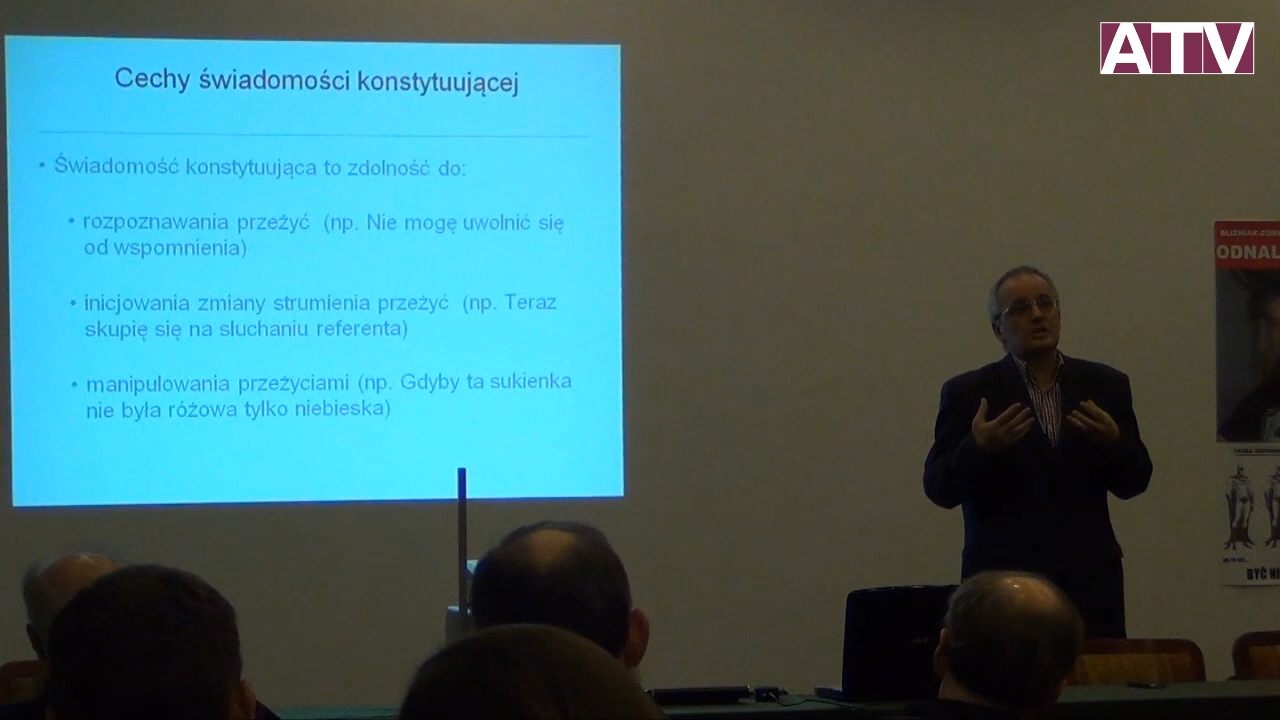 ATV
Cechy świadomości konstytuującej
• Świadomość konstytuująca to zdolność do:
• rozpoznawania przeżyć (np. Nie mogę uwolnić się
od wspomnienia)
• inicjowania zmiany strumienia przeżyć (np. Teraz
skupię się na słuchaniu referenta)
• manipulowania przeżyciami (np. Gdyby ta sukienka
nie była różowa tylko niebieska)
ODNAL
BYĆ